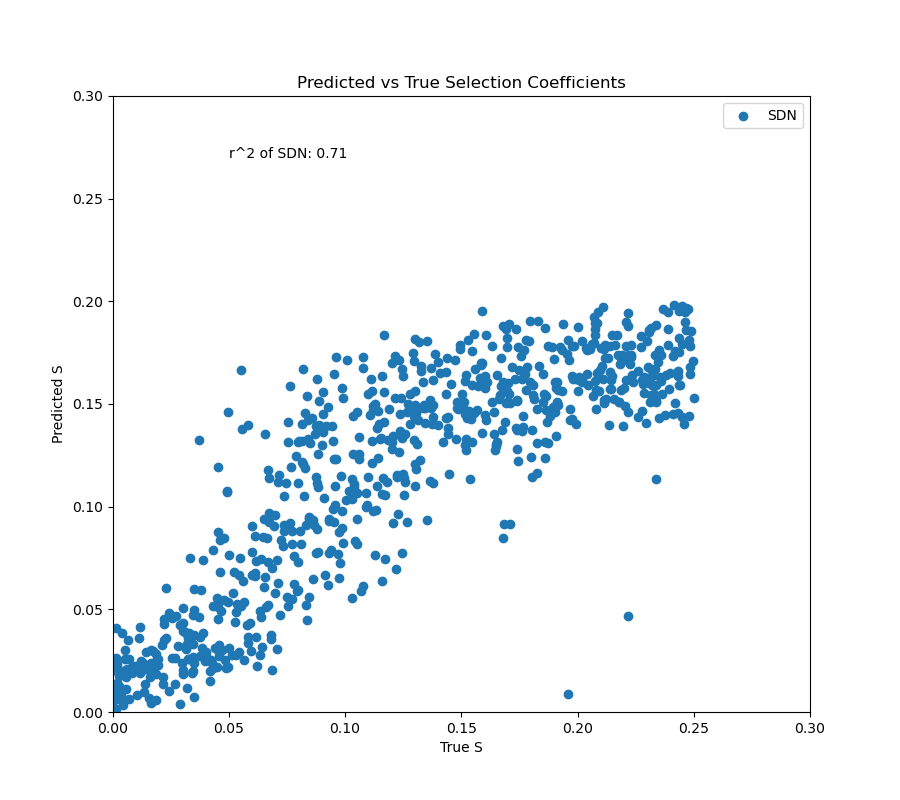 Predicted vs True Selection Coefficients
SDN
r^2 of SDN: 0.71
Predicted S
0.30
0.25
0.20
0.15
0.10
0.05
0.00
0.00 0.05 0.10 0.15 0.20 0.25 0.30
True S